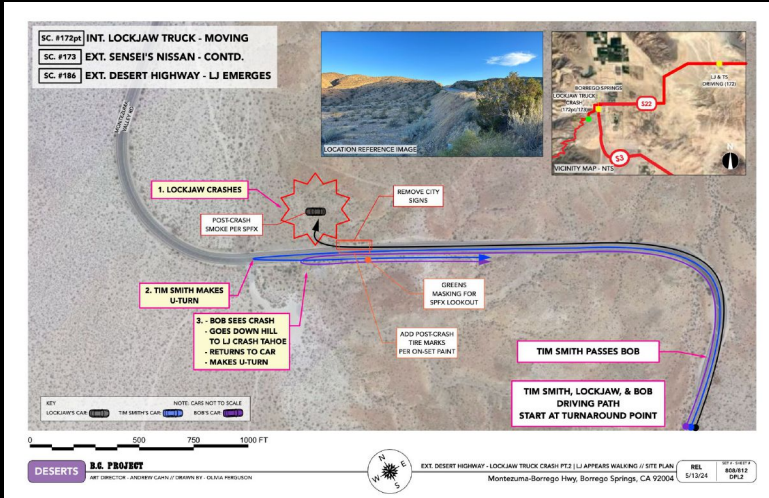 SC. #172pt INT. LOCKJAW TRUCK - MOVING
SC. #173 EXT. SENSEI'S NISSAN - CONTD.
SC. #186 EXT. DESERT HIGHWAY - LJ EMERGES
MONTEZUMA
VALLEY RD
LOCATION REFERENCE IMAGE
LJ & TS
DRIVING (172)
BORREGO SPRINGS
LOCKJAW TRUCK
CRASH
(172pt/173)
S22
S3
VICINITY MAP - NTS
N
1. LOCKJAW CRASHES
POST-CRASH
SMOKE PER SPFX
REMOVE CITY
SIGNS
2. TIM SMITH MAKES
U-TURN
GREENS
MASKING FOR
SPFX LOOKOUT
3. - BOB SEES CRASH
- GOES DOWN HILL
TO LJ CRASH TAHOE
- RETURNS TO CAR
- MAKES U-TURN
ADD POST-CRASH
TIRE MARKS
PER ON-SET PAINT
TIM SMITH PASSES BOB
TIM SMITH, LOCKJAW, & BOB
DRIVING PATH
START AT TURNAROUND POINT
KEY
NOTE: CARS NOT TO SCALE
LOCKJAW'S CAR: TIM SMITH'S CAR: BOB'S CAR:
0 500 750 1000 FT
DESERTS
B.C. PROJECT
ART DIRECTOR - ANDREW CAHN // DRAWN BY - OLIVIA FERGUSON
N
E
S
W
EXT. DESERT HIGHWAY - LOCKJAW TRUCK CRASH PT.2 | LJ APPEARS WALKING // SITE PLAN
Montezuma-Borrego Hwy, Borrego Springs, CA 92004
REL
5/13/24
SET # - SHEET #
808/812
DPL2